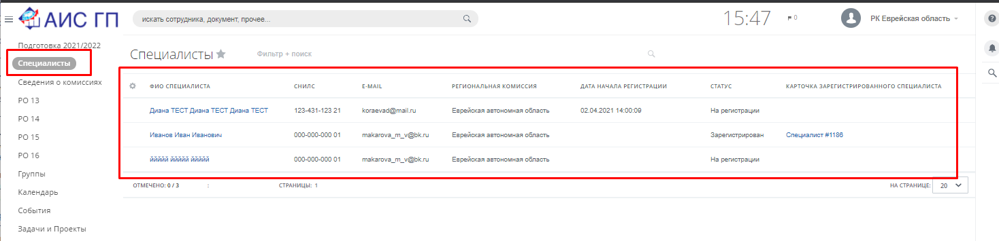 АИС ГП
искать сотрудника, документ, прочее...
15:47
0
РК Еврейская область
Подготовка 2021/2022
Специалисты
Сведения о комиссиях
РО 13
РО 14
РО 15
РО 16
Группы
Календарь
События
Задачи и Проекты
Специалисты
Фильтр + поиск
ФИО СПЕЦИАЛИСТА СНИЛС E-MAIL РЕГИОНАЛЬНАЯ КОМИССИЯ ДАТА НАЧАЛА РЕГИСТРАЦИИ СТАТУС КАРТОЧКА ЗАРЕГИСТРИРОВАННОГО СПЕЦИАЛИСТА
Диана ТЕСТ Диана ТЕСТ Диана ТЕСТ 123-431-123 21 koraevad@mail.ru Еврейская автономная область 02.04.2021 14:00:09 На регистрации
Иванов Иван Иванович 000-000-000 01 makarova_m_v@bk.ru Еврейская автономная область Зарегистрирован Специалист #1186
ййййй ййййй ййййй 000-000-000 01 makarova_m_v@bk.ru Еврейская автономная область На регистрации
ОТМЕЧЕНО: 0 / 3 : СТРАНИЦЫ: 1 НА СТРАНИЦЕ: 20